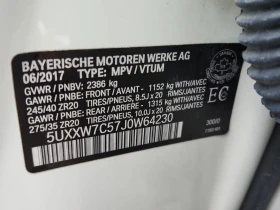 BAYERISCHE MOTOREN WERKE AG
06/2017 TYPE: MPV / VTUM
GVWR / PNBV: 2386 kg
GAWR / PNBE: FRONT / AVANT - 1152 kg WITH/AVEC
245/40 ZR20 TIRES/PNEUS, 8.5J x 20 RIMS/JANTES,
GAWR / PNBE: REAR / ARRIERE - 1315 kg WITH/AVEC
275/35 ZR20 TIRES/PNEUS, 10.0J x 20 RIMS/JANTES,
5UXXW7C57J0W64230
300/0
EC